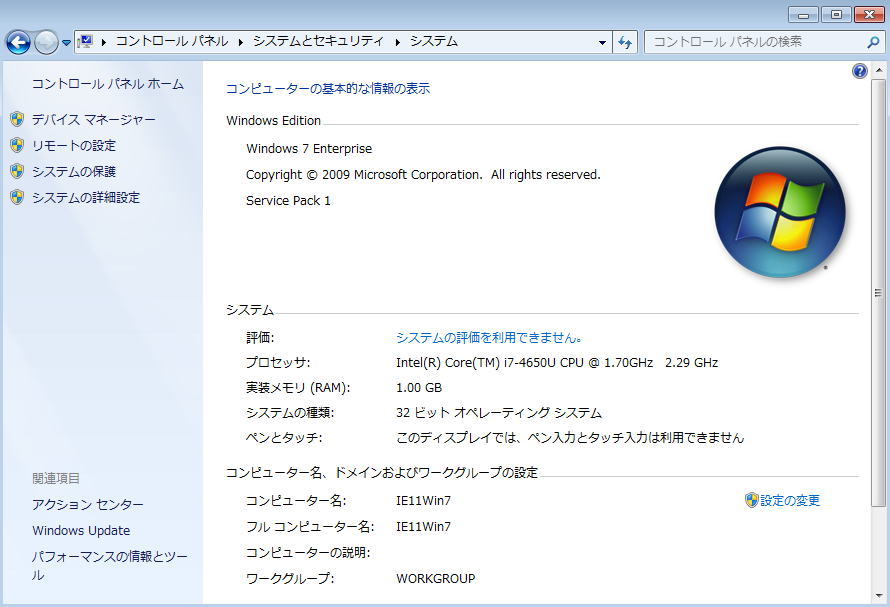 コントロール パネル ▸ システムとセキュリティ ▸ システム
コントロール パネルの検索
コントロール パネル ホーム
デバイス マネージャー
リモートの設定
システムの保護
システムの詳細設定
関連項目
アクション センター
Windows Update
パフォーマンスの情報とツー
ル
コンピューターの基本的な情報の表示
Windows Edition
Windows 7 Enterprise
Copyright © 2009 Microsoft Corporation. All rights reserved.
Service Pack 1
システム
評価: システムの評価を利用できません。
プロセッサ: Intel(R) Core(TM) i7-4650U CPU @ 1.70GHz 2.29 GHz
実装メモリ (RAM): 1.00 GB
システムの種類: 32 ビット オペレーティング システム
ペンとタッチ: このディスプレイでは、ペン入力とタッチ入力は利用できません
コンピューター名、ドメインおよびワークグループの設定
コンピューター名: IE11Win7 設定の変更
フル コンピューター名: IE11Win7
コンピューターの説明:
ワークグループ: WORKGROUP